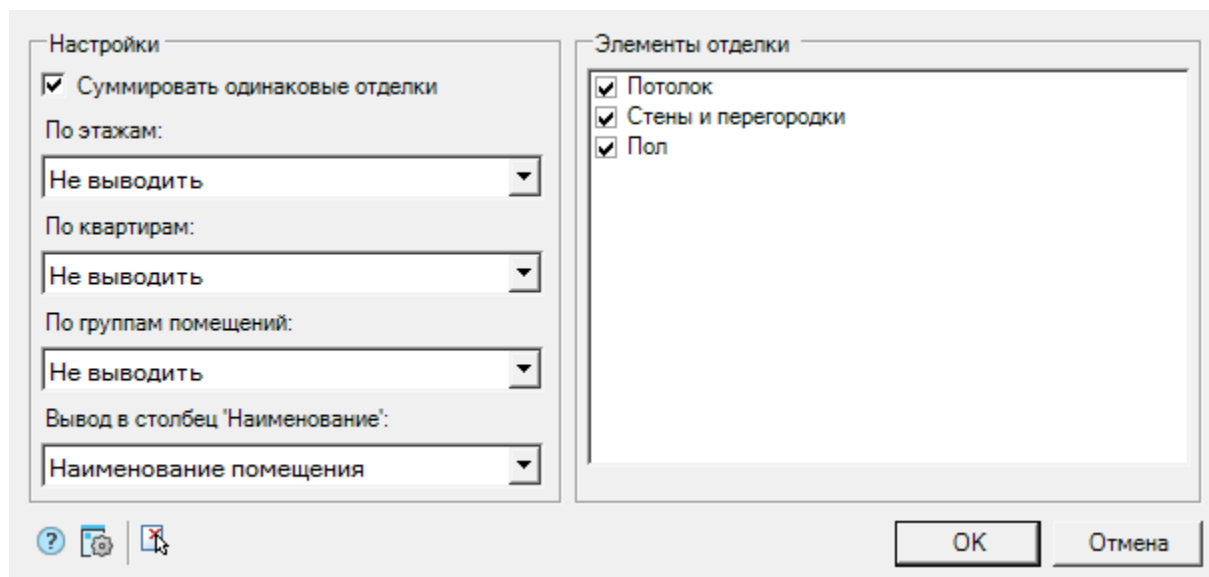 Настройки
Суммировать одинаковые отделки
По этажам:
Не выводить
По квартирам:
Не выводить
По группам помещений:
Не выводить
Вывод в столбец 'Наименование':
Наименование помещения
Элементы отделки
Потолок
Стены и перегородки
Пол
?
OK
Отмена